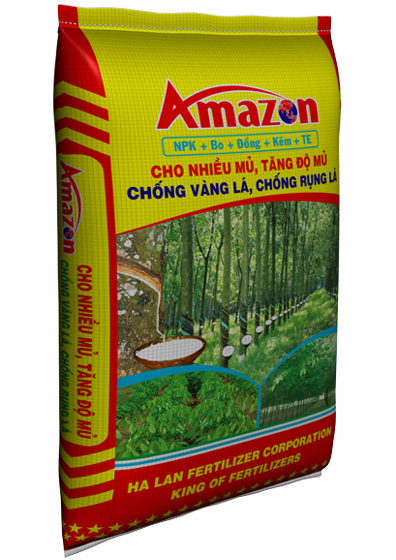 Amazon
NPK + Bo + Đồng + Kẽm + TE
CHO NHIỀU MỦ, TĂNG ĐỘ MỦ
CHỐNG VÀNG LÁ, CHỐNG RỤNG LÁ
HA LAN FERTILIZER CORPORATION
KING OF FERTILIZERS
Amazon
CHO NHIỀU MỦ, TĂNG ĐỘ MỦ
CHỐNG VÀNG LÁ, CHỐNG RỤNG LÁ